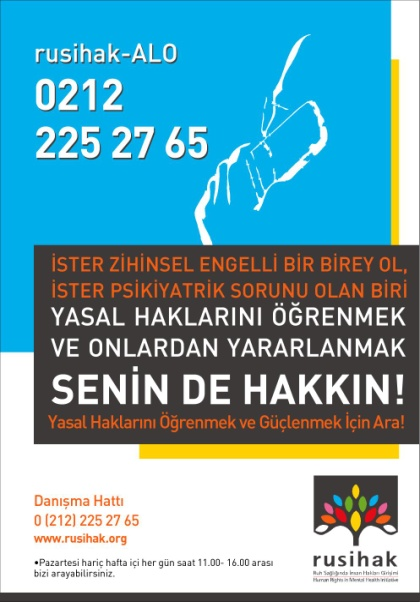 rusihak-ALO
0212
225 27 65
İSTER ZİHİNSEL ENGELLİ BİR BİREY OL,
İSTER PSİKİYATRİK SORUNU OLAN BİRİ
YASAL HAKLARINI ÖĞRENMEK
VE ONLARDAN YARARLANMAK
SENİN DE HAKKIN!
Yasal Haklarını Öğrenmek ve Güçlenmek İçin Ara!
Danışma Hattı
0 (212) 225 27 65
www.rusihak.org
•Pazartesi hariç hafta içi her gün saat 11.00- 16.00 arası
bizi arayabilirsiniz.
rusihak
Ruh Sağlığında İnsan Hakları Girişimi
Human Rights in Mental Health Initiative